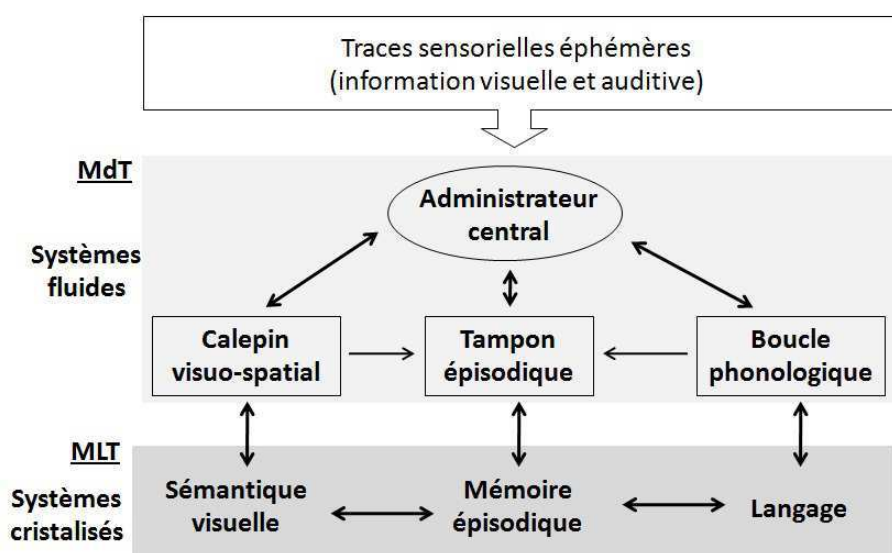 Traces sensorielles éphémères
(information visuelle et auditive)
MdT
Administrateur
central
Systèmes
fluides
Calepin
visuo-spatial
Tampon
épisodique
Boucle
phonologique
MLT
Systèmes
cristalisés
Sémantique
visuelle
Mémoire
épisodique
Langage